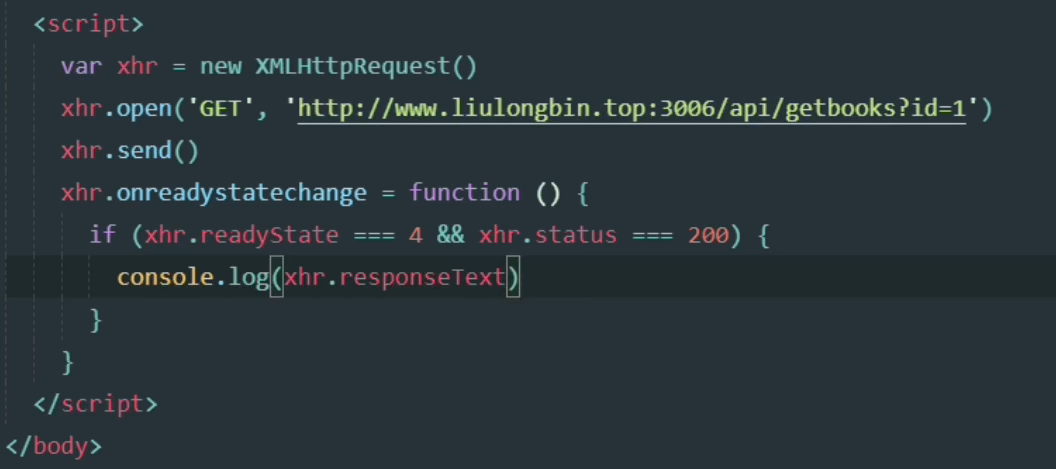 <script>
var xhr = new XMLHttpRequest()
xhr.open('GET', 'http://www.liulongbin.top:3006/api/getbooks?id=1')
xhr.send()
xhr.onreadystatechange = function () {
if (xhr.readyState === 4 && xhr.status === 200) {
console.log(xhr.responseText)
}
}
</script>
</body>